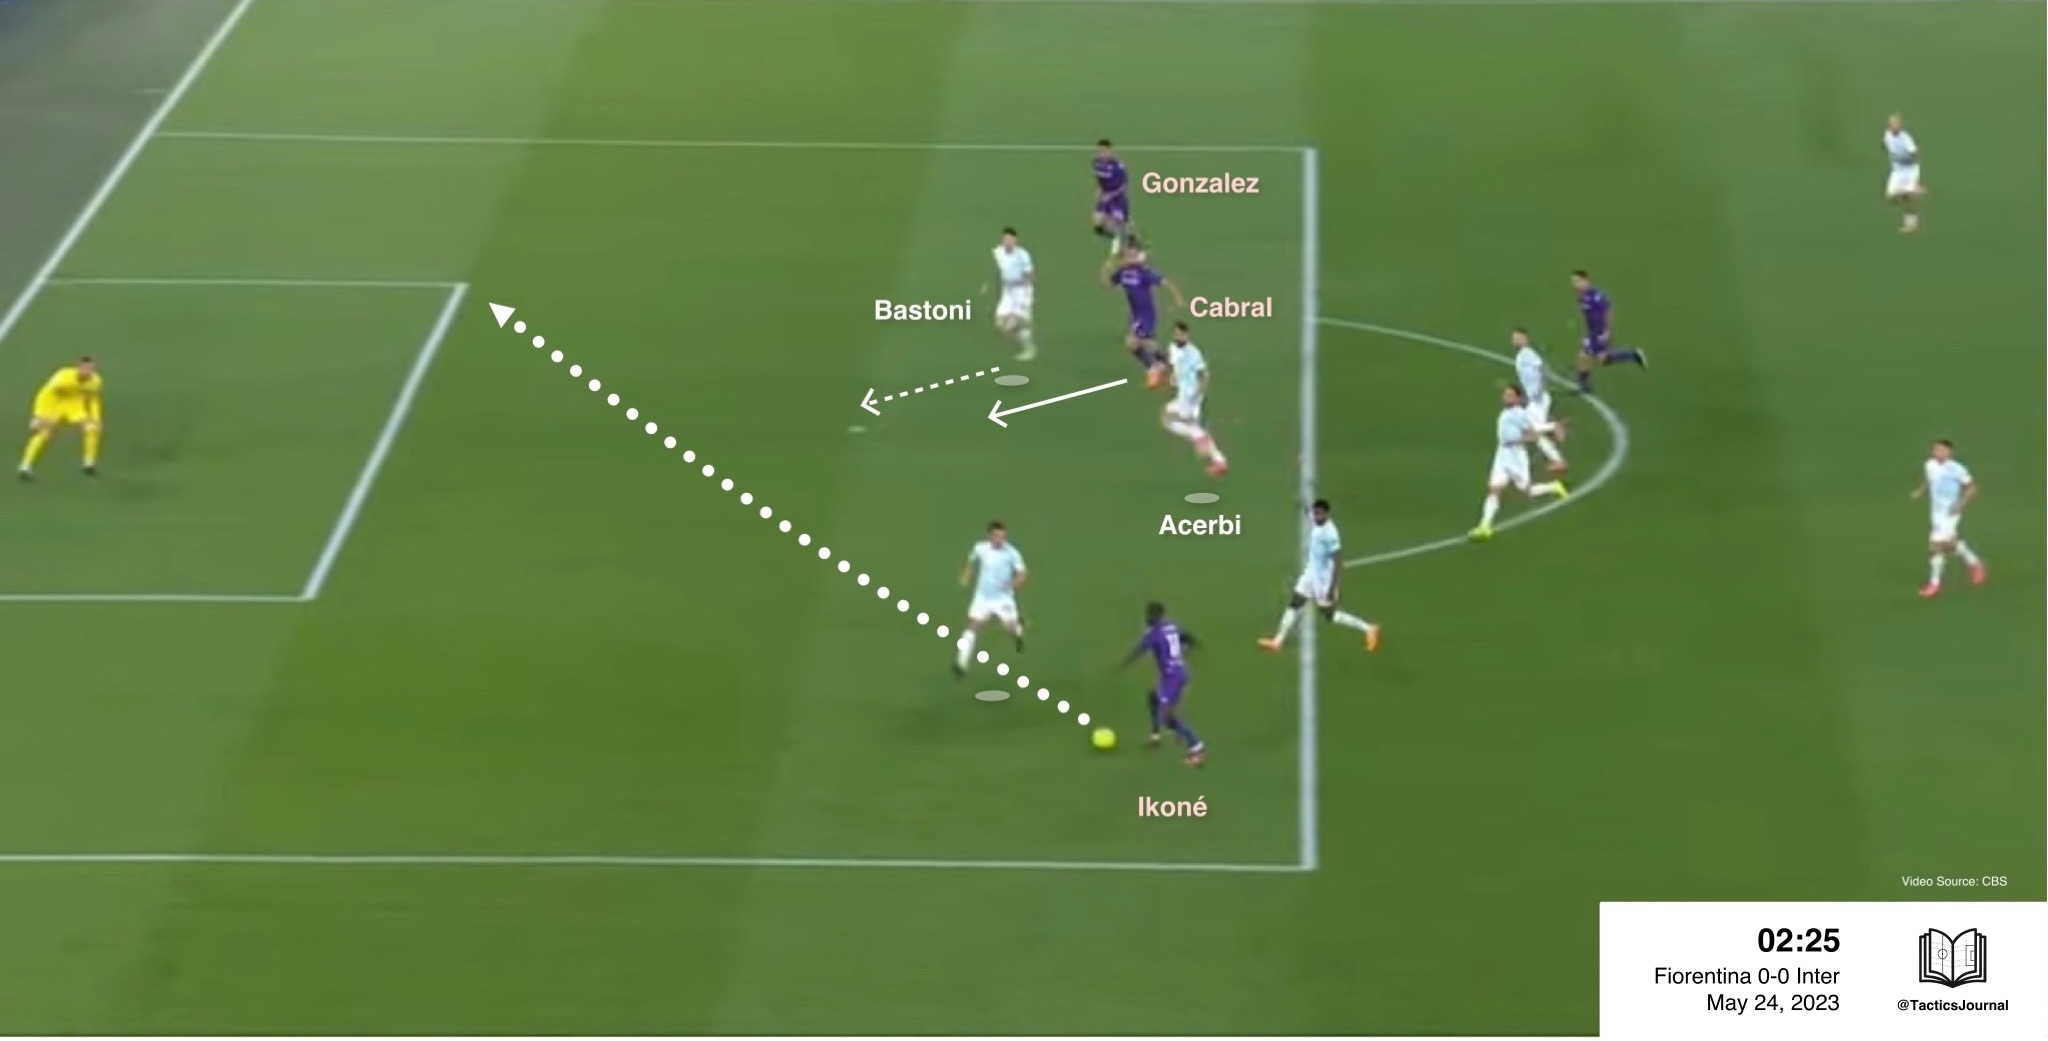 Gonzalez
Bastoni
Cabral
Acerbi
Ikoné
Video Source: CBS
02:25
Fiorentina 0-0 Inter
May 24, 2023
@TacticsJournal